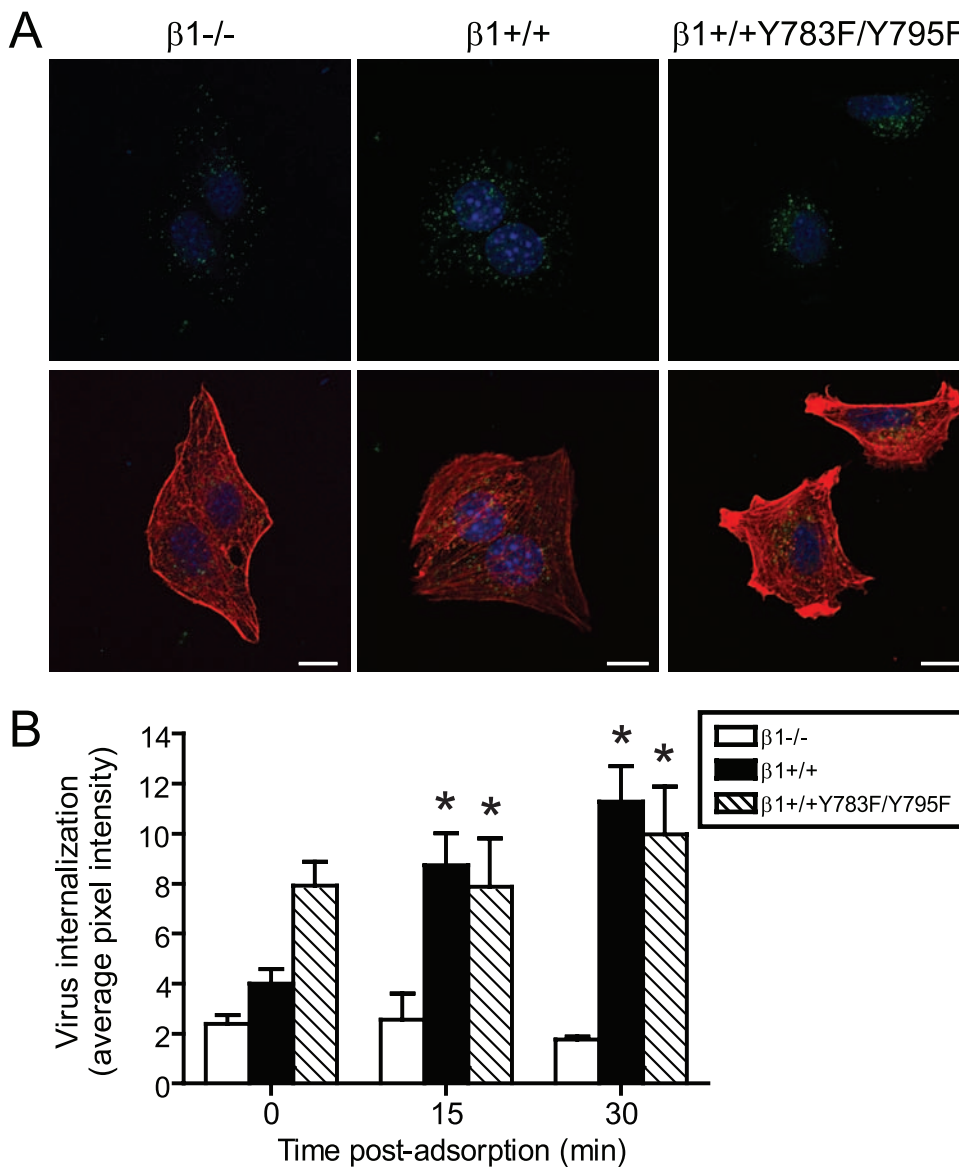 A
β1-/-
β1+/+
β1+/+Y783F/Y795F
B
Virus internalization
(average pixel intensity)
14
12
10
8
6
4
2
0
* * * *
0 15 30
Time post-adsorption (min)
β1-/-
β1+/+
β1+/+Y783F/Y795F